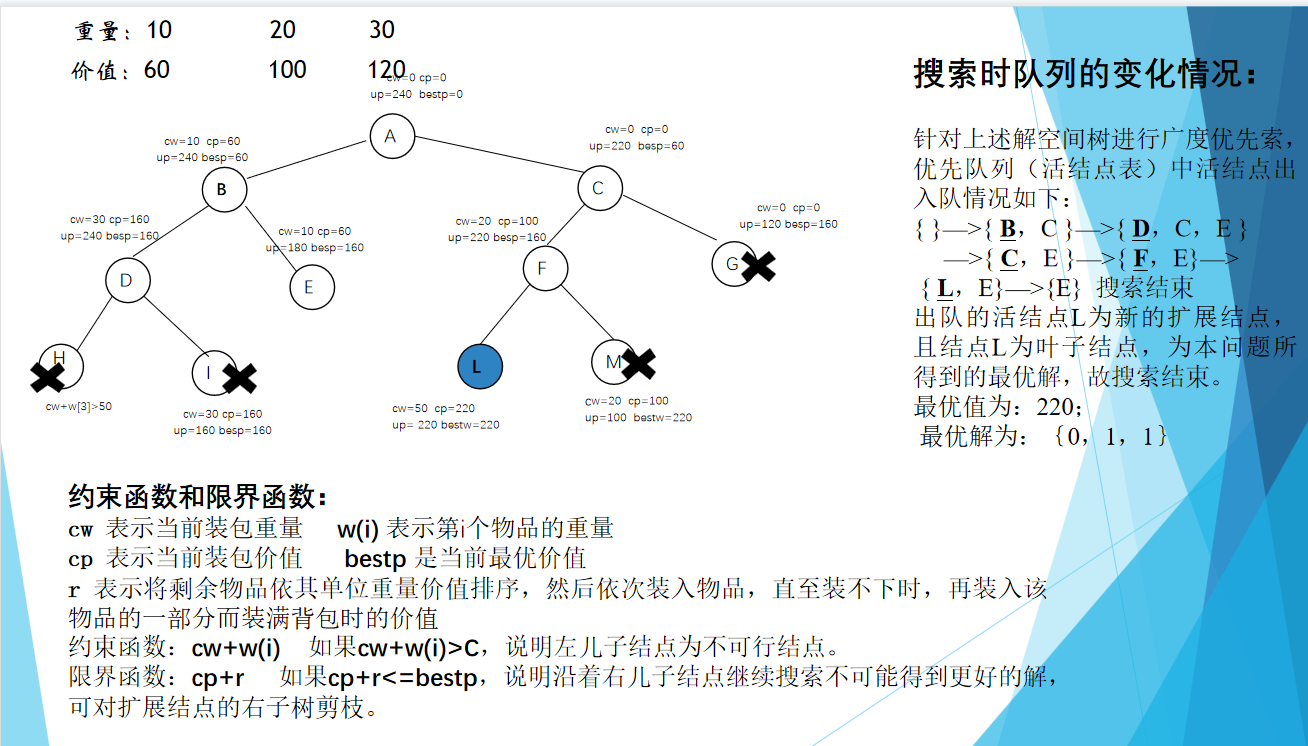 重量：10 20 30
价值：60 100 120
cw=0 cp=0
up=240 bestp=0
A
cw=10 cp=60
up=240 besp=60
B
cw=0 cp=0
up=220 besp=60
C
cw=30 cp=160
up=240 besp=160
D
cw=10 cp=60
up=180 besp=160
E
cw=20 cp=100
up=220 besp=160
F
cw=0 cp=0
up=120 besp=160
G
H
cw+w[3]>50
I
cw=30 cp=160
up=160 besp=160
L
cw=50 cp=220
up= 220 bestw=220
M
cw=20 cp=100
up=100 bestw=220
搜索时队列的变化情况：
针对上述解空间树进行广度优先索，
优先队列（活结点表）中活结点出
入队情况如下：
{ }—>{ B，C }—>{ D，C，E }
—>{ C，E }—>{ F，E}—>
{ L，E}—>{E} 搜索结束
出队的活结点L为新的扩展结点，
且结点L为叶子结点，为本问题所
得到的最优解，故搜索结束。
最优值为：220；
最优解为：｛0，1，1｝
约束函数和限界函数：
cw 表示当前装包重量 w(i) 表示第i个物品的重量
cp 表示当前装包价值 bestp 是当前最优价值
r 表示将剩余物品依其单位重量价值排序，然后依次装入物品，直至装不下时，再装入该
物品的一部分而装满背包时的价值
约束函数：cw+w(i) 如果cw+w(i)>C，说明左儿子结点为不可行结点。
限界函数：cp+r 如果cp+r<=bestp，说明沿着右儿子结点继续搜索不可能得到更好的解，
可对扩展结点的右子树剪枝。